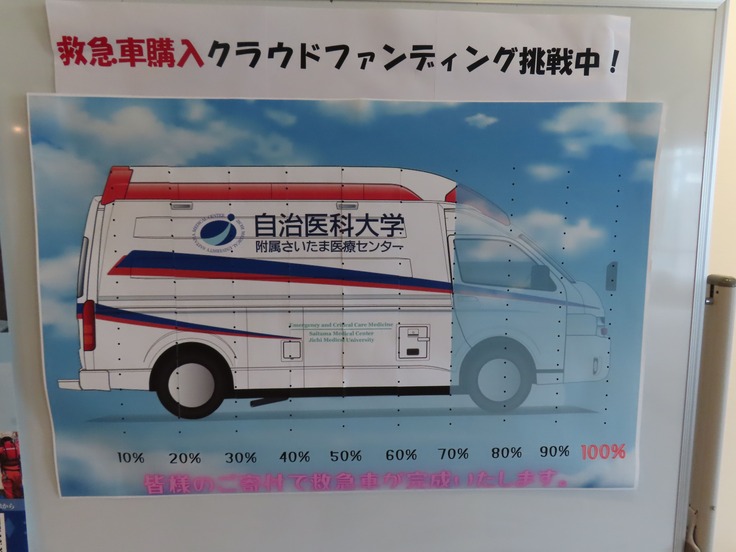 救急車購入クラウドファンディング挑戦中！
自治医科大学
附属さいたま医療センター
Emergency and Critical Care Medicine
Saitama Medical Center
Jichi Medical University
10% 20% 30% 40% 50% 60% 70% 80% 90% 100%
皆様のご寄付で救急車が完成いたします。